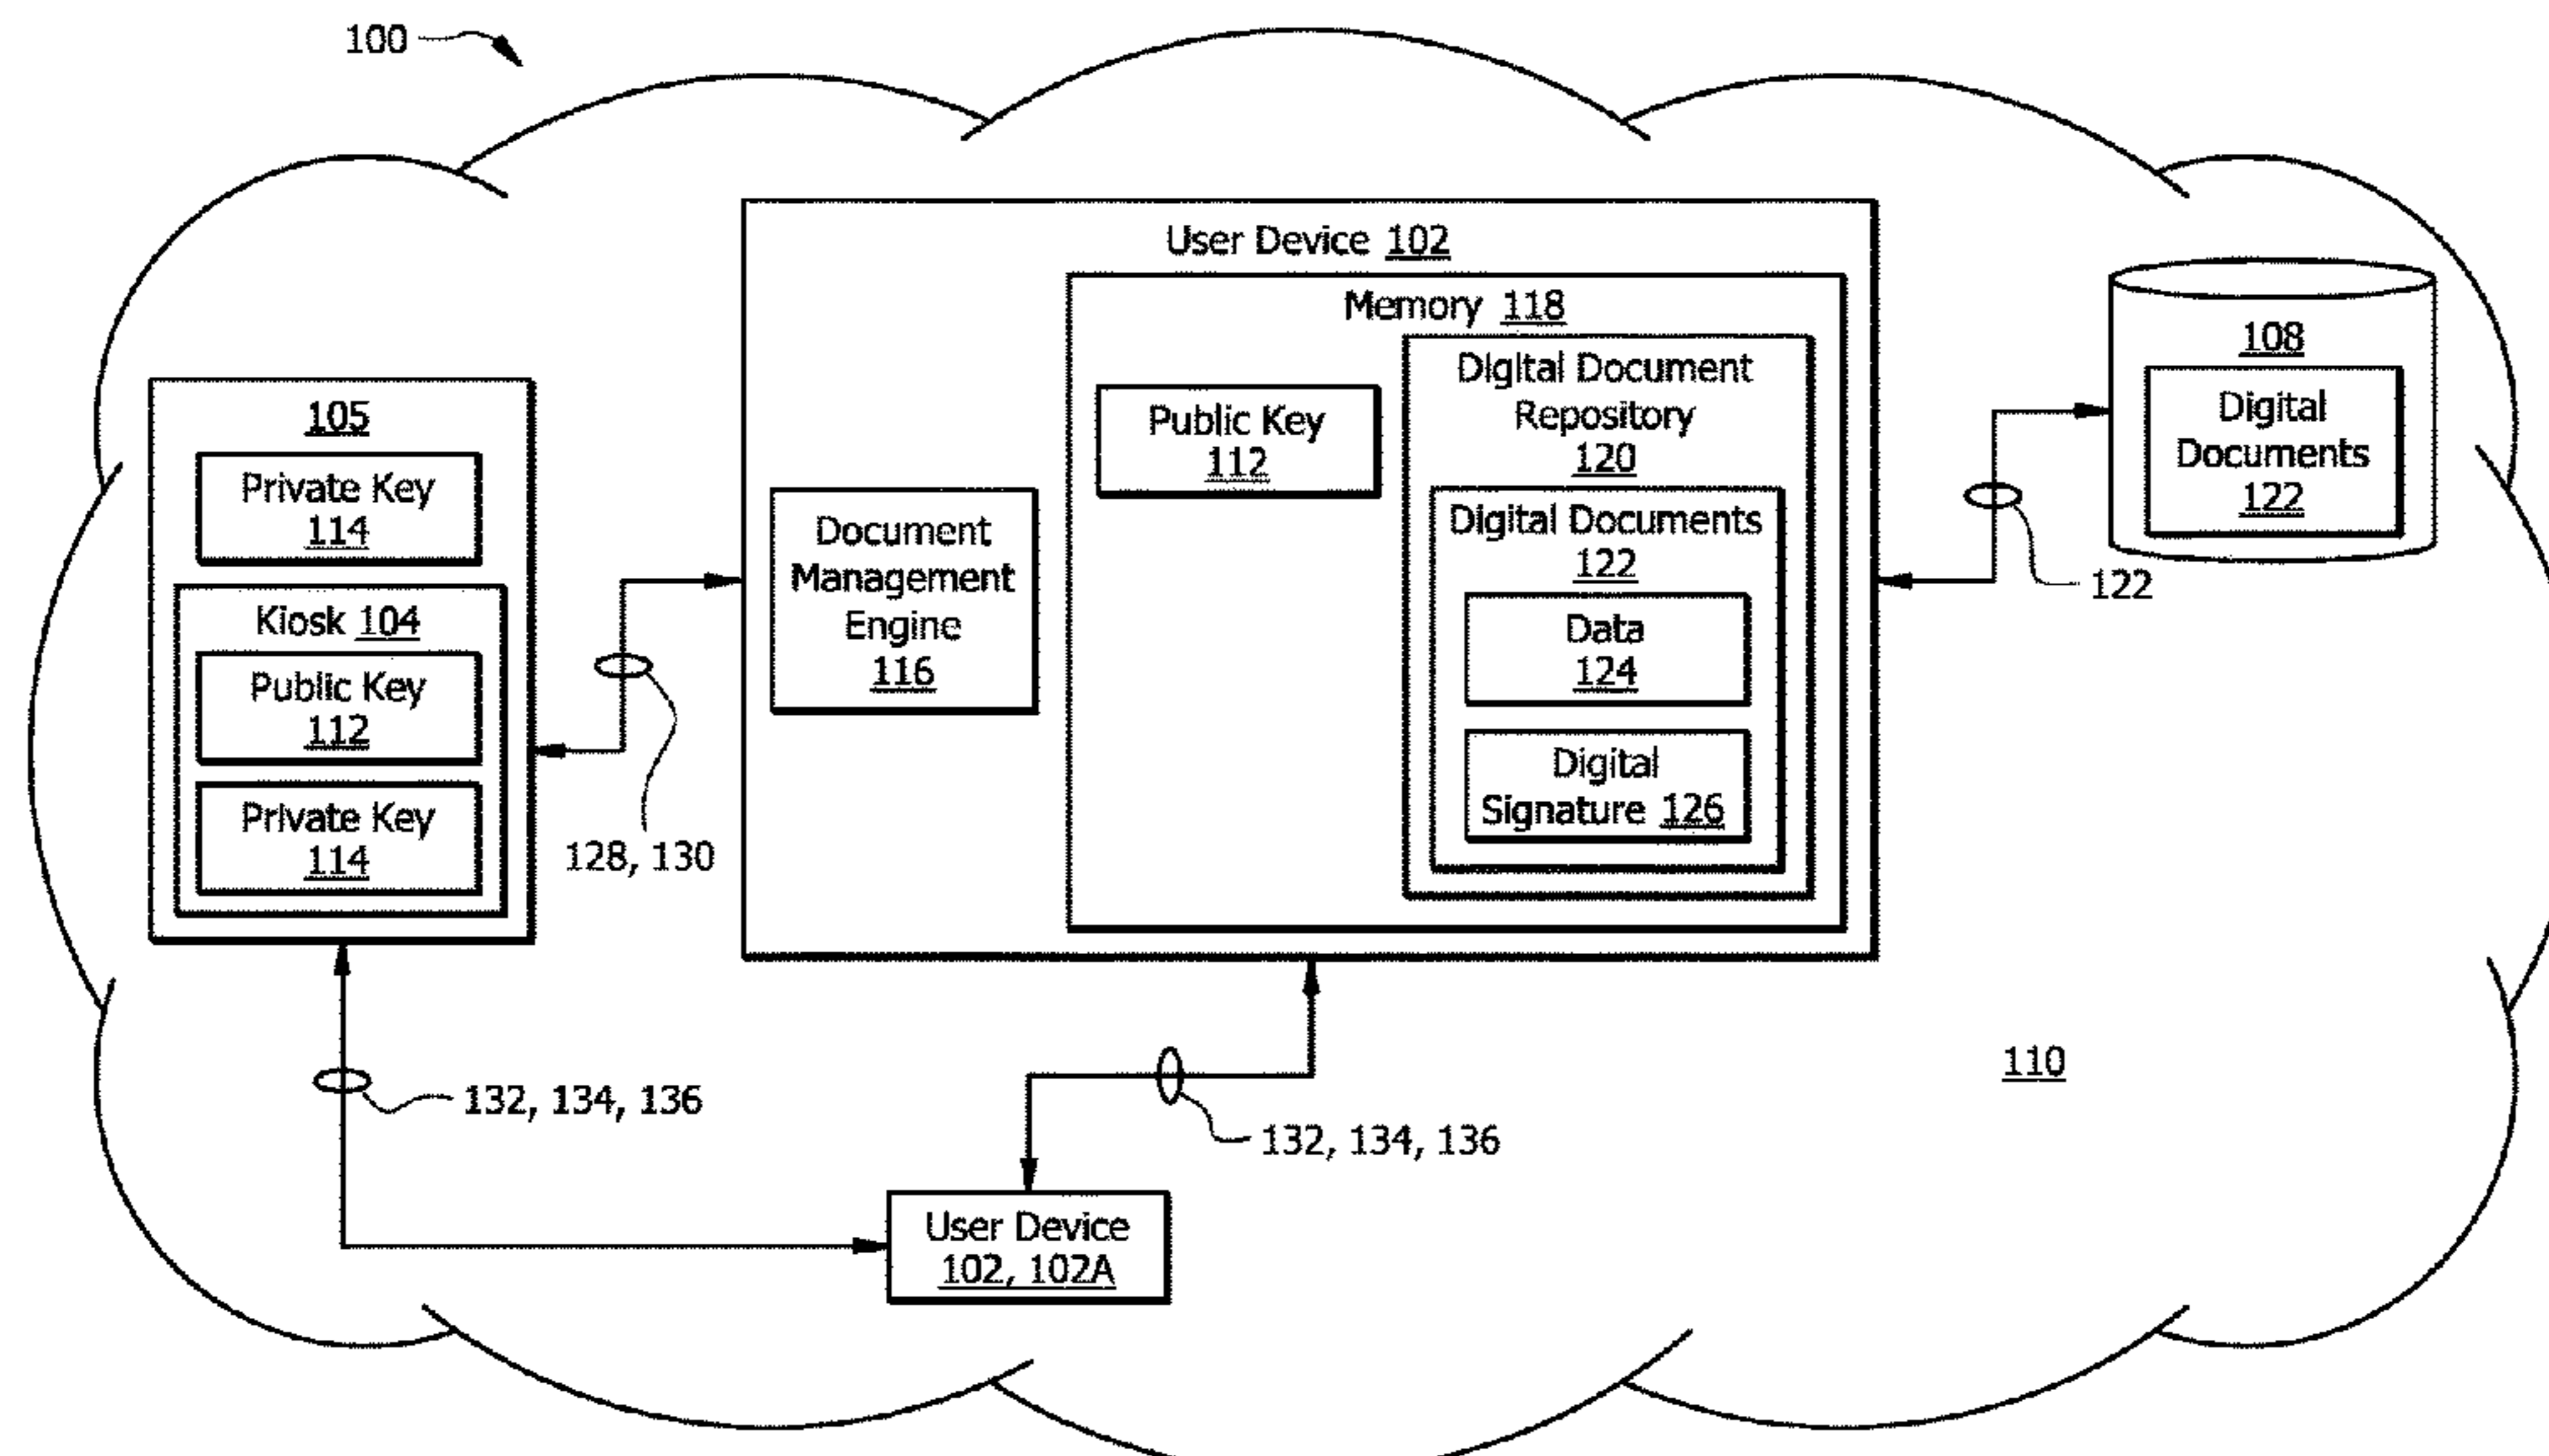 100
User Device 102
Memory 118
Public Key
112
Digital Document
Repository
120
Digital Documents
122
Data
124
Digital
Signature 126
Document
Management
Engine
116
105
Private Key
114
Kiosk 104
Public Key
112
Private Key
114
128, 130
108
Digital
Documents
122
122
132, 134, 136
132, 134, 136
User Device
102, 102A
110